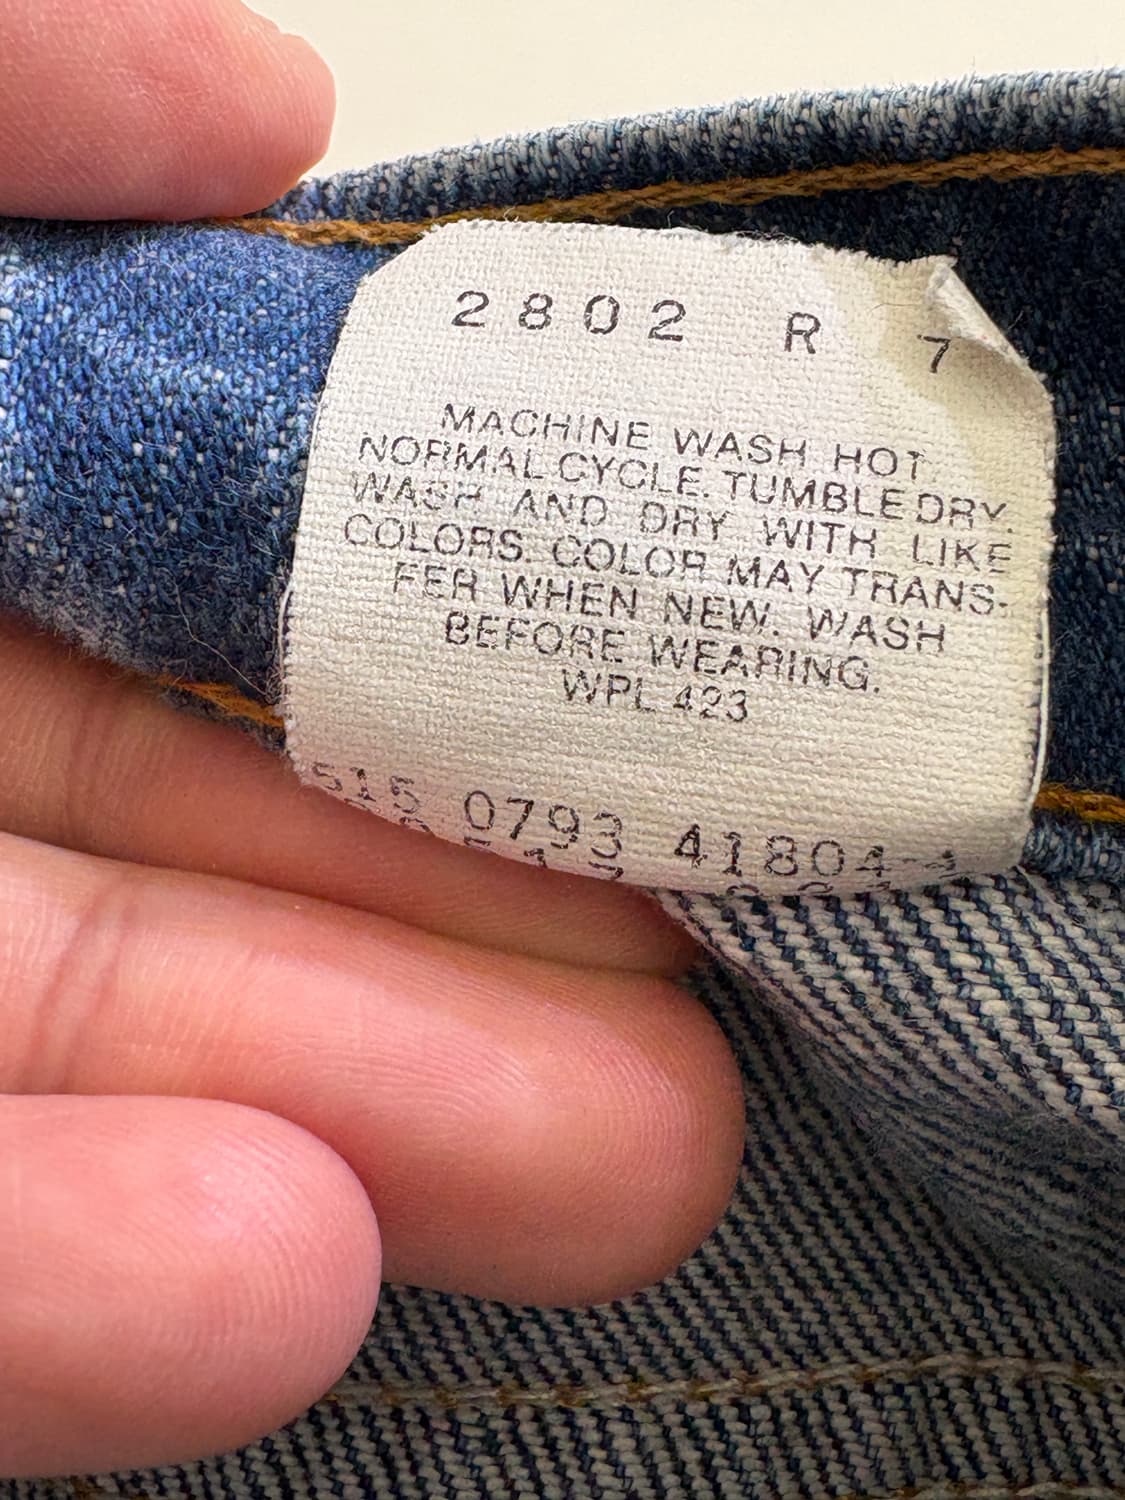 2802 R 7
MACHINE WASH HOT.
NORMAL CYCLE. TUMBLE DRY.
WASH AND DRY WITH LIKE
COLORS. COLOR MAY TRANS-
FER WHEN NEW. WASH
BEFORE WEARING.
WPL 423
515 0793 41804-4